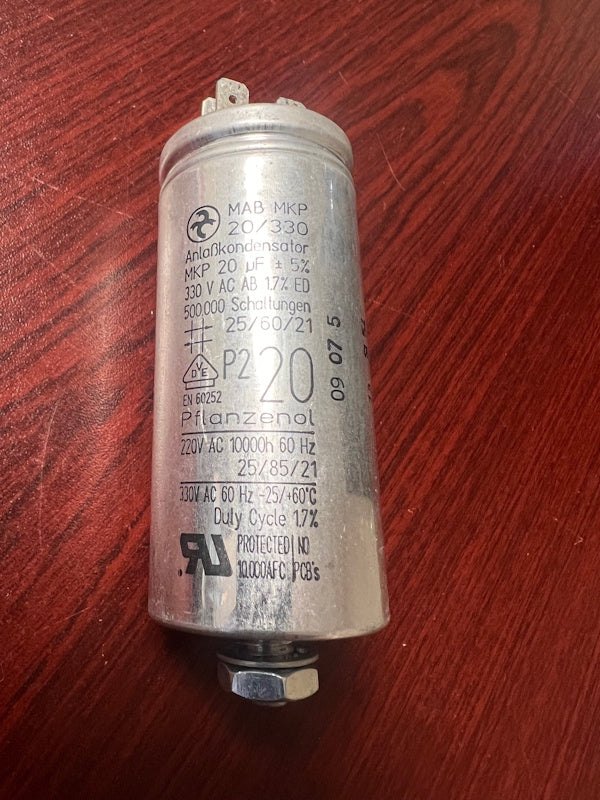 MAB MKP
20/330
Anlaßkondensator
MKP 20 µF ± 5%
330 V AC AB 1.7% ED
500.000 Schaltungen
25/60/21
DVE
P2 20
EN 60252
Pflanzenöl
220V AC 10000h 60 Hz
25/85/21
330V AC 60 Hz -25/+60°C
Duly Cycle 1.7%
PROTECTED NO
10.000AFC PCB's
09 07 5